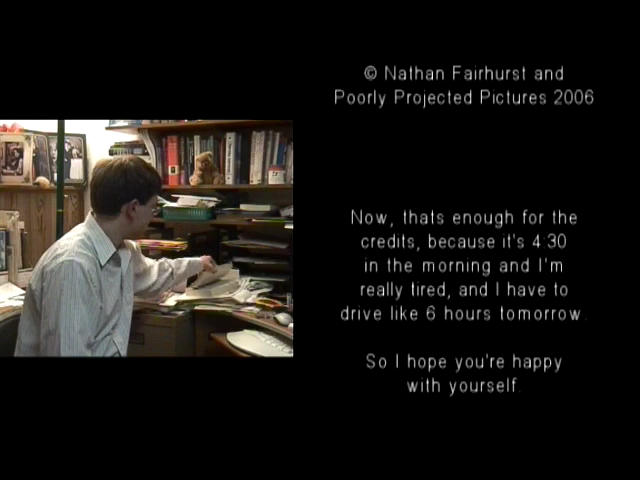 © Nathan Fairhurst and
Poorly Projected Pictures 2006
Now, thats enough for the
credits, because it's 4:30
in the morning and I'm
really tired, and I have to
drive like 6 hours tomorrow.
So I hope you're happy
with yourself.